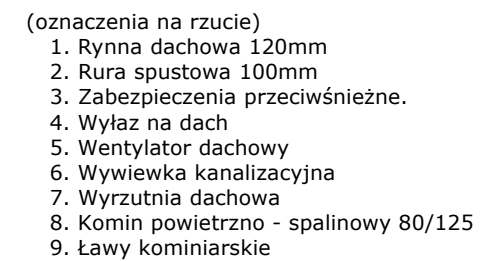 (oznaczenia na rzucie)
1. Rynna dachowa 120mm
2. Rura spustowa 100mm
3. Zabezpieczenia przeciwśnieżne.
4. Wyłaz na dach
5. Wentylator dachowy
6. Wywiewka kanalizacyjna
7. Wyrzutnia dachowa
8. Komin powietrzno - spalinowy 80/125
9. Ławy kominiarskie